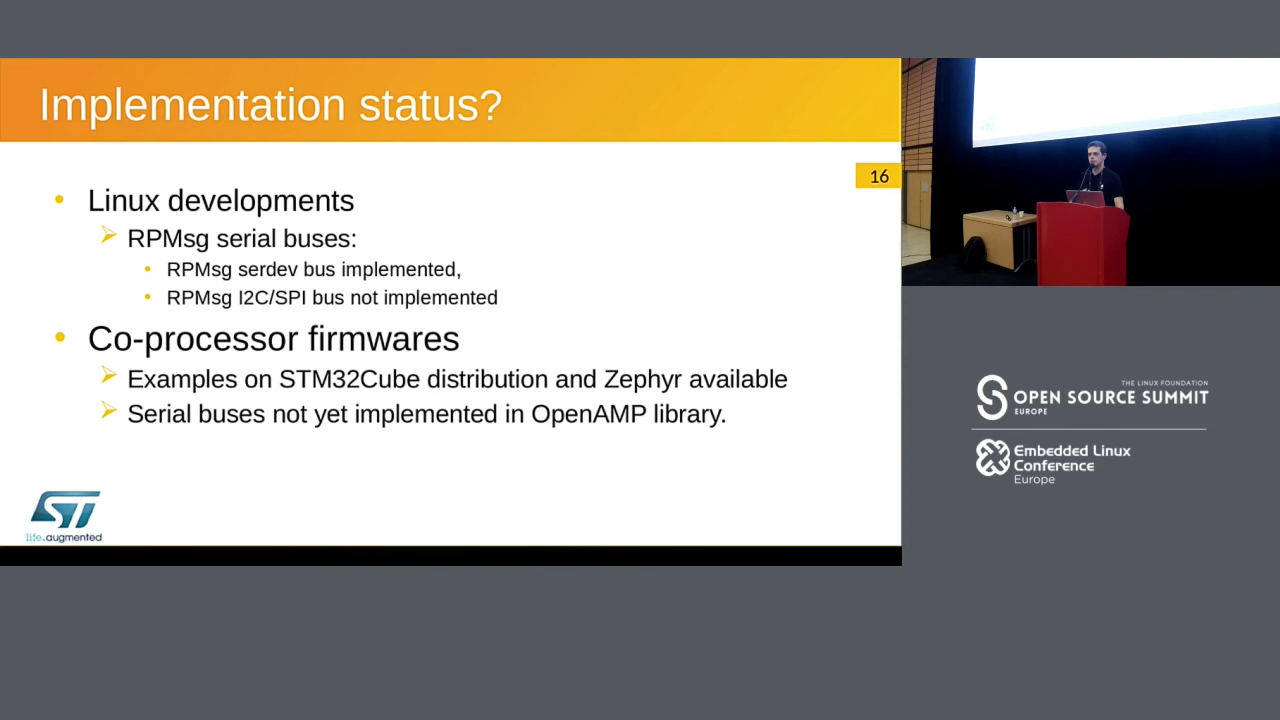 Implementation status?
16
Linux developments
RPMsg serial buses:
RPMsg serdev bus implemented,
RPMsg I2C/SPI bus not implemented
Co-processor firmwares
Examples on STM32Cube distribution and Zephyr available
Serial buses not yet implemented in OpenAMP library.
ST
life.augmented
THE LINUX FOUNDATION
OPEN SOURCE SUMMIT
EUROPE
Embedded Linux
Conference
Europe